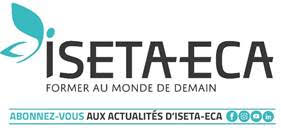 ISETA-ECA
FORMER AU MONDE DE DEMAIN
ABONNEZ-VOUS AUX ACTUALITÉS D'ISETA-ECA